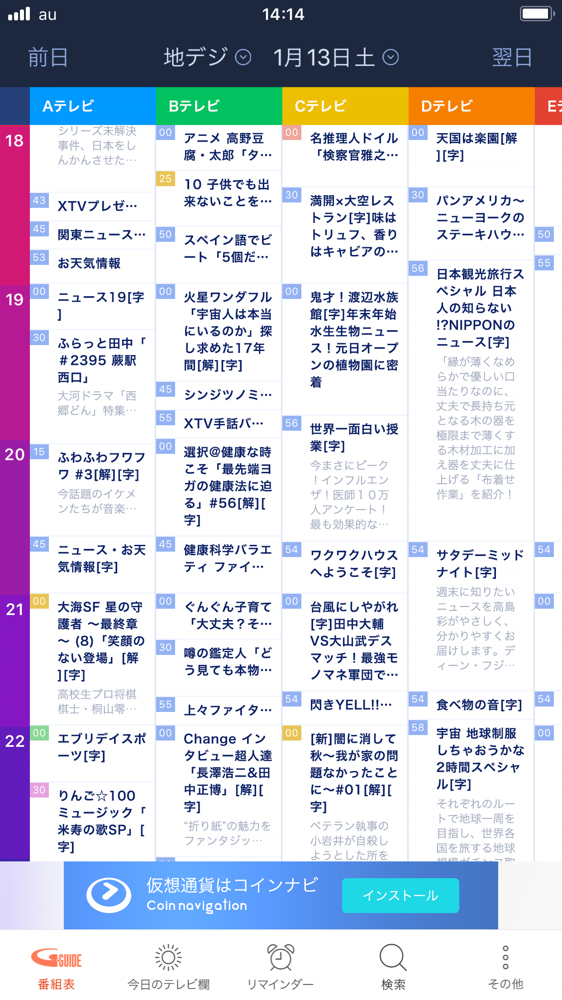 au
14:14
前日
地デジ
1月13日 土
翌日
Aテレビ
Bテレビ
Cテレビ
Dテレビ
18
シリーズ未解決
事件、日本をし
んかんさせた…
43
XTVプレゼ…
45
関東ニュース…
53
お天気情報
19
00
ニュース19[字
]
30
ふらっと田中「
＃2395 蕨駅
西口」
大河ドラマ「西
郷どん」特集…
20
15
ふわふわフワフ
ワ #3[解][字]
今話題のイケメ
ンたちが音楽…
45
ニュース・お天
気情報[字]
21
00
大海SF 星の守
護者 〜最終章
〜 (8)「笑顔の
ない登場」[解
][字]
高校生プロ将棋
棋士・桐山零…
22
00
エブリデイスポ
ーツ[字]
30
りんご☆100
ミュージック「
米寿の歌SP」[
字]
00
アニメ 高野豆
腐・太郎「タ…
25
10 子供でも出
来ないことを…
50
スペイン語でビ
ート「5個だ…
00
火星ワンダフル
「宇宙人は本当
にいるのか」探
し求めた17年
間[解][字]
45
シンジツノミ…
55
XTV手話バ…
00
選択@健康な時
こそ「最先端ヨ
ガの健康法に迫
る」#56[解][
字]
45
健康科学バラエ
ティ ファイ…
00
ぐんぐん子育て
「大丈夫？そ…
30
噂の鑑定人「ど
う見ても本物…
55
上々ファイタ…
00
Change イン
タビュー超人達
「長澤浩二&田
中正博」[解][
字]
“折り紙”の魅力を
ファンタジッ…
00
名推理人ドイル
「検察官雅之…
30
満開×大空レス
トラン[字]味は
トリュフ、香り
はキャビアの…
00
鬼才！渡辺水族
館[字]年末年始
水生生物ニュー
ス！元日オープ
ンの植物園に密
着
56
世界一面白い授
業[字]
今まさにピーク
！インフルエン
ザ！医師１０万
人アンケート！
最も効果的な…
54
ワクワクハウス
へようこそ[字]
00
台風にしやがれ
[字]田中大輔
VS大山武デス
マッチ！最強モ
ノマネ軍団で…
54
閃きYELL!!…
00
[新]闇に消して
秋〜我が家の問
題なかったこと
に〜#01[解][
字]
ベテラン執事の
小岩井が自殺し
ようとした所を
00
天国は楽園[解
][字]
30
パンアメリカ〜
ニューヨークの
ステーキハウ…
56
日本観光旅行ス
ペシャル 日本
人の知らない
!?NIPPONの
ニュース[字]
「縁が薄くなめ
らかで優しい口
当たりなのに、
丈夫で長持ち元
となる木の器を
極限まで薄くす
る木材加工に加
え器を丈夫に仕
上げる「布着せ
作業」を紹介！
54
サタデーミッド
ナイト[字]
週末に知りたい
ニュースを高島
彩がやさしく、
分かりやすくお
届けします。デ
ィーン・フジ…
54
食べ物の音[字]
58
宇宙 地球制服
しちゃおうかな
2時間スペシャ
ル[字]
それぞれのルー
トで地球一周を
目指し、世界各
国を旅する地球
50
55
54
00
54
00
仮想通貨はコインナビ
Coin navigation
インストール
G-GUIDE
番組表
今日のテレビ欄
リマインダー
検索
その他